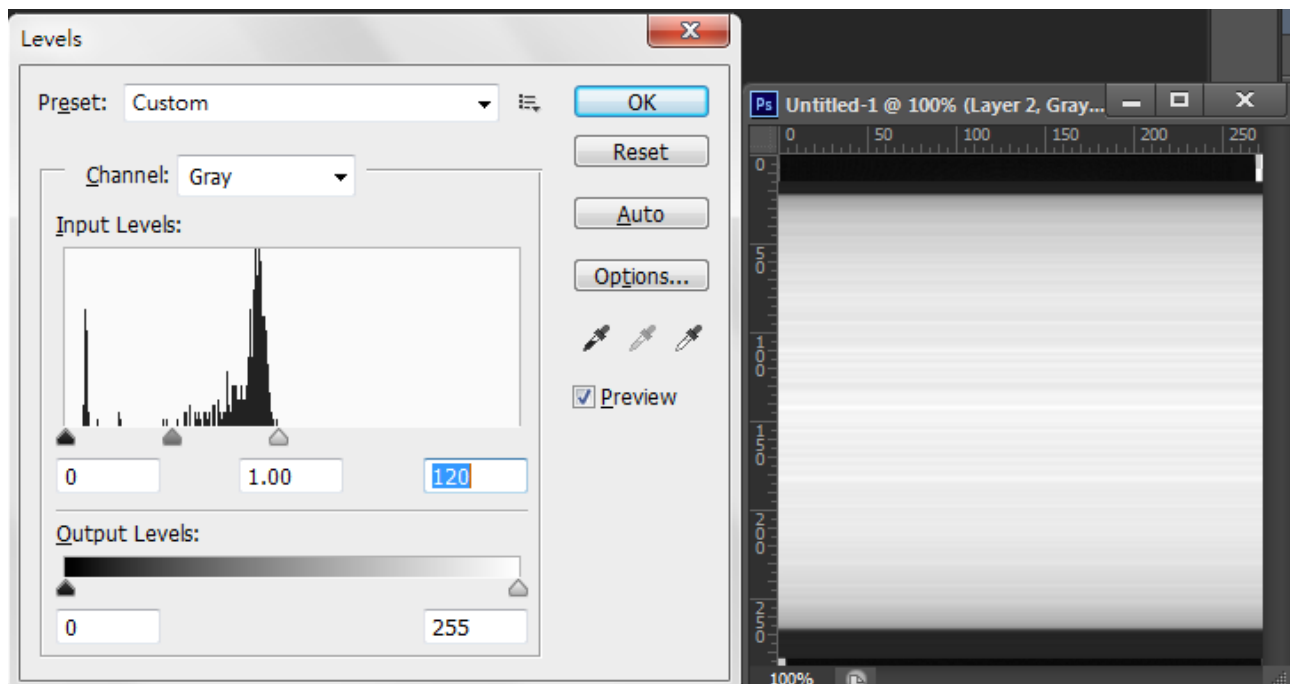 Levels
Preset: Custom
OK
Reset
Auto
Options...
Preview
Channel: Gray
Input Levels:
0 1.00 120
Output Levels:
0 255
Ps Untitled-1 @ 100% (Layer 2, Gray...
0 50 100 150 200 250
0
50
100
150
200
250
100%